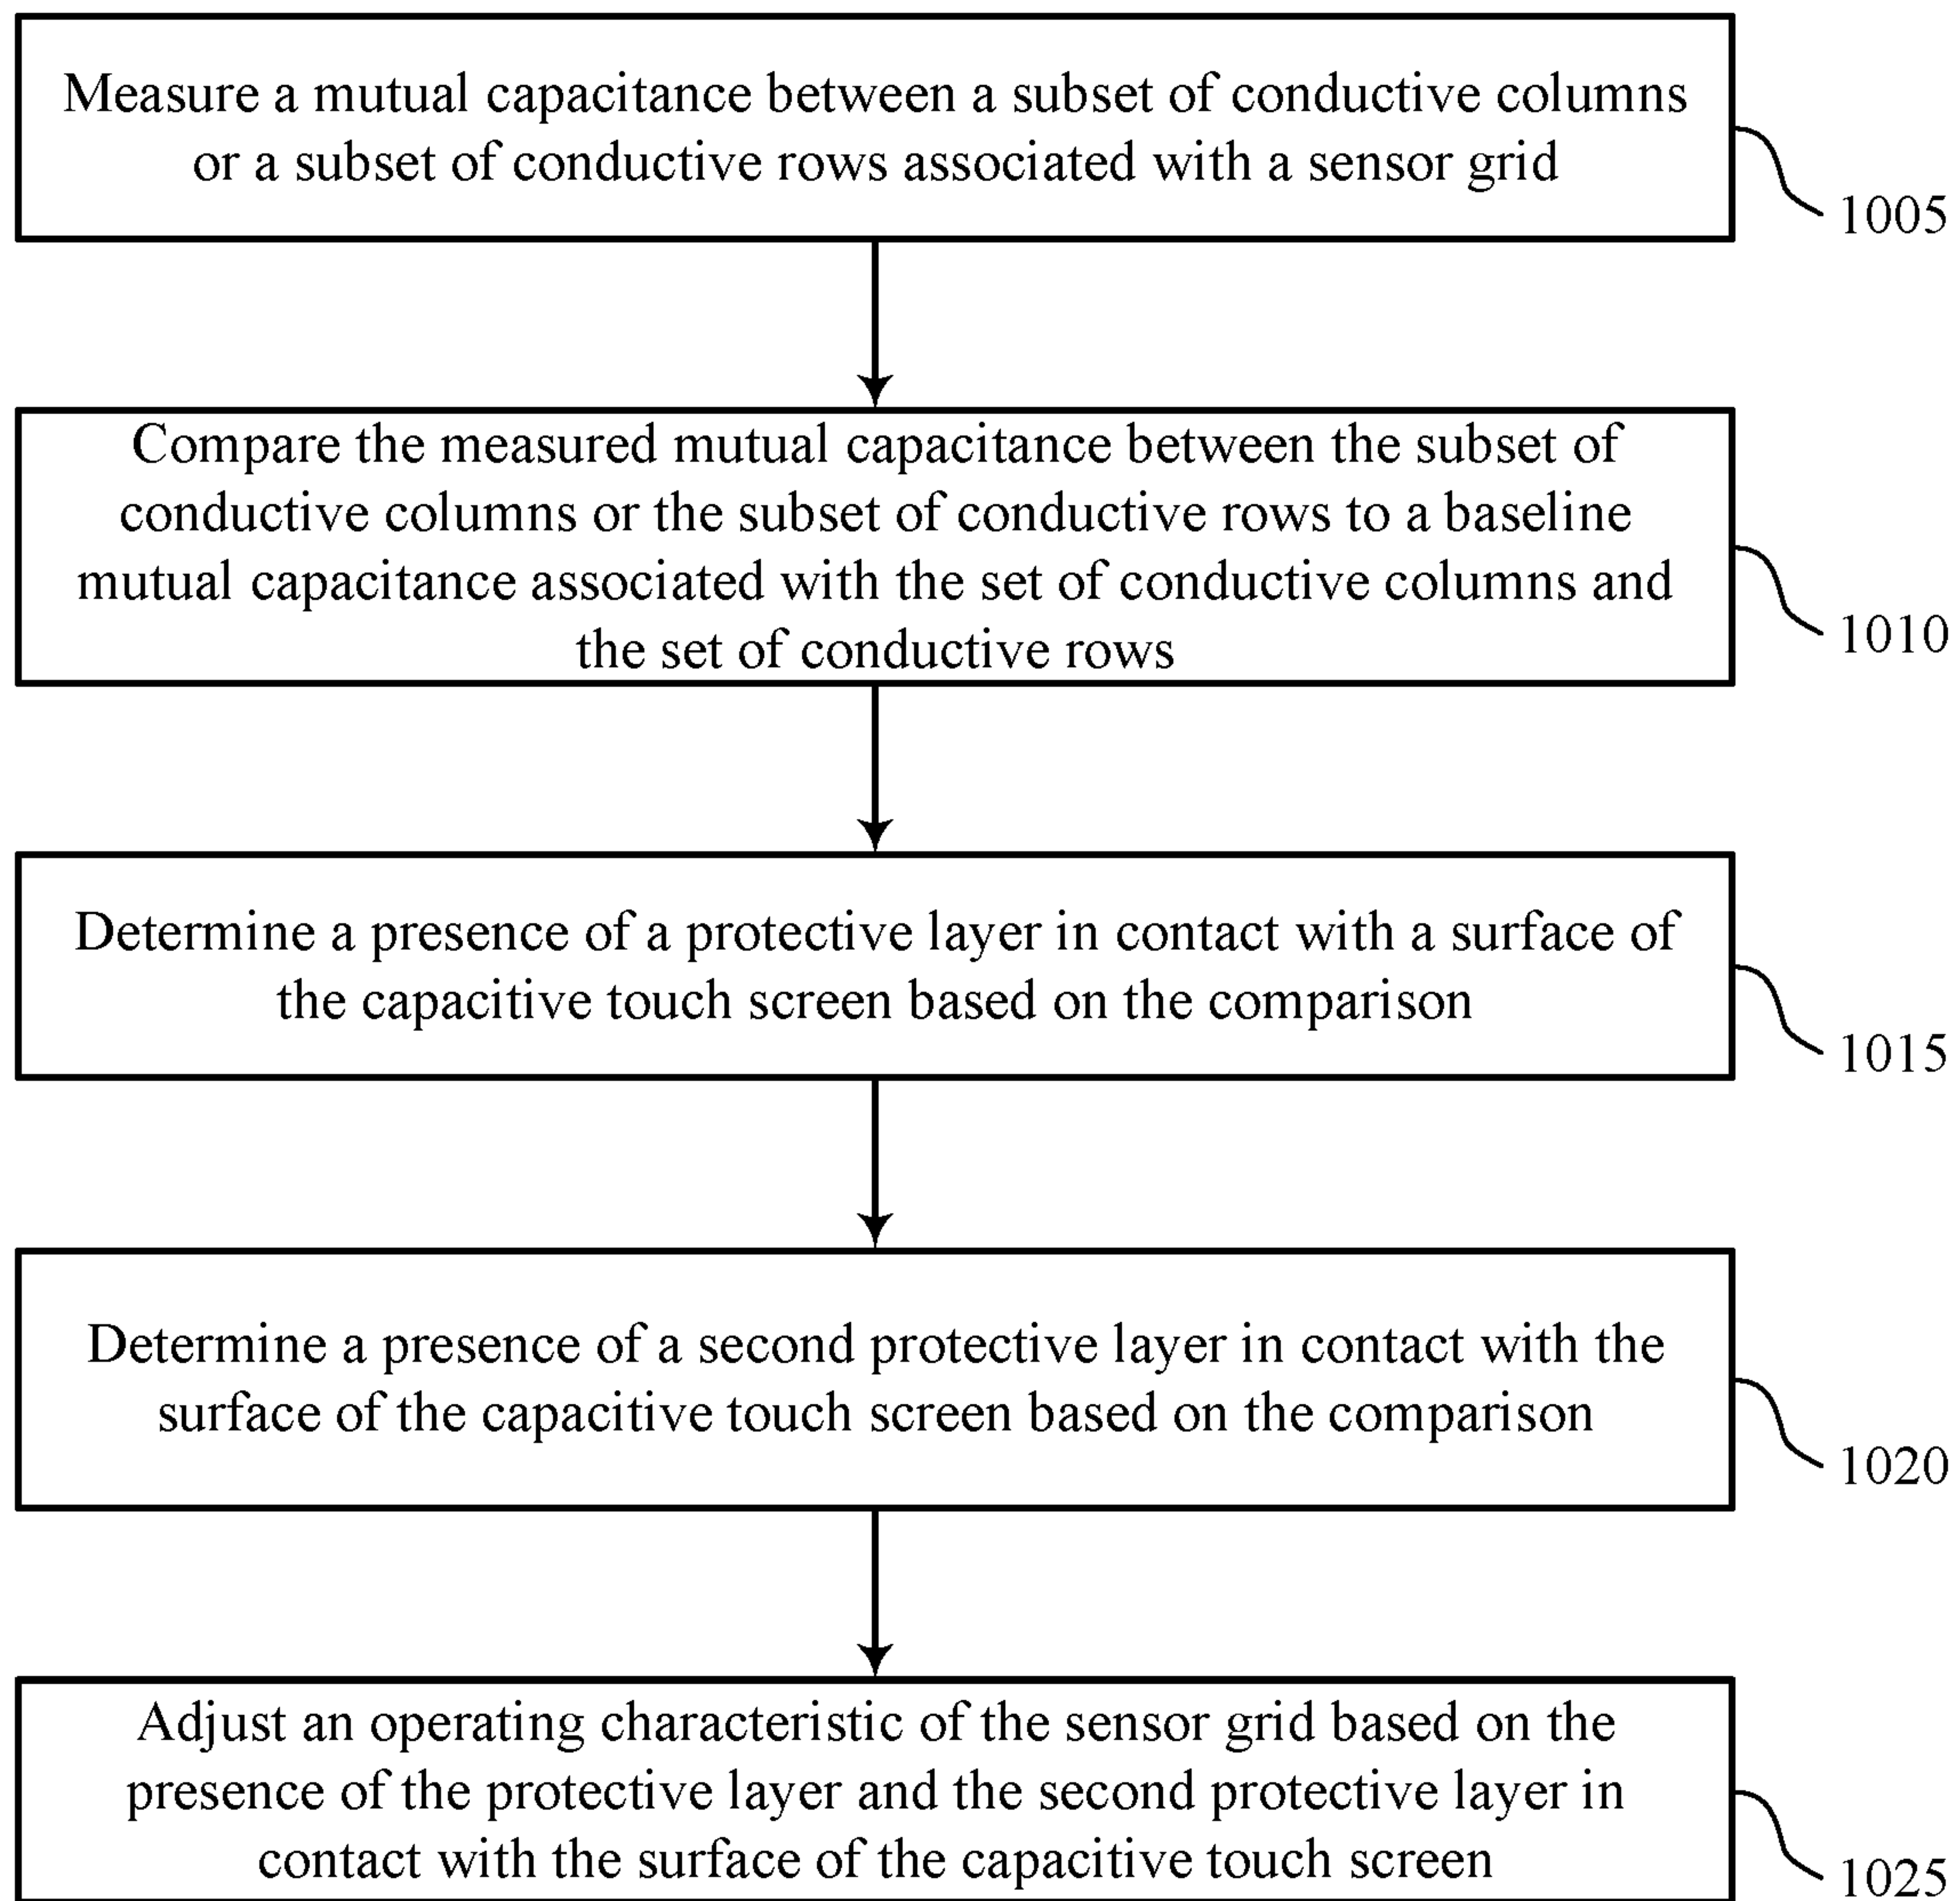 Measure a mutual capacitance between a subset of conductive columns
or a subset of conductive rows associated with a sensor grid
1005
Compare the measured mutual capacitance between the subset of
conductive columns or the subset of conductive rows to a baseline
mutual capacitance associated with the set of conductive columns and
the set of conductive rows
1010
Determine a presence of a protective layer in contact with a surface of
the capacitive touch screen based on the comparison
1015
Determine a presence of a second protective layer in contact with the
surface of the capacitive touch screen based on the comparison
1020
Adjust an operating characteristic of the sensor grid based on the
presence of the protective layer and the second protective layer in
contact with the surface of the capacitive touch screen
1025